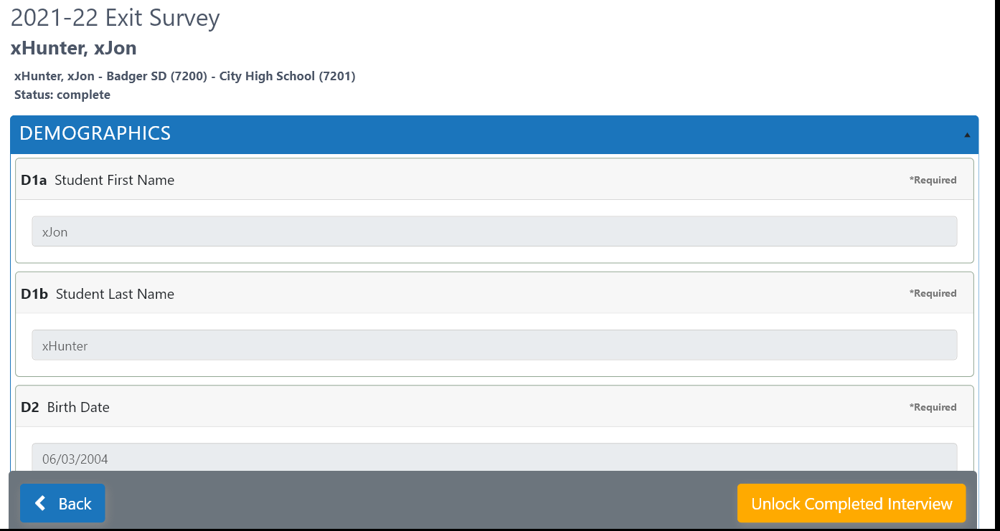 2021-22 Exit Survey
xHunter, xJon
xHunter, xJon - Badger SD (7200) - City High School (7201)
Status: complete
DEMOGRAPHICS
D1a Student First Name *Required
xJon
D1b Student Last Name *Required
xHunter
D2 Birth Date *Required
06/03/2004
Back Unlock Completed Interview